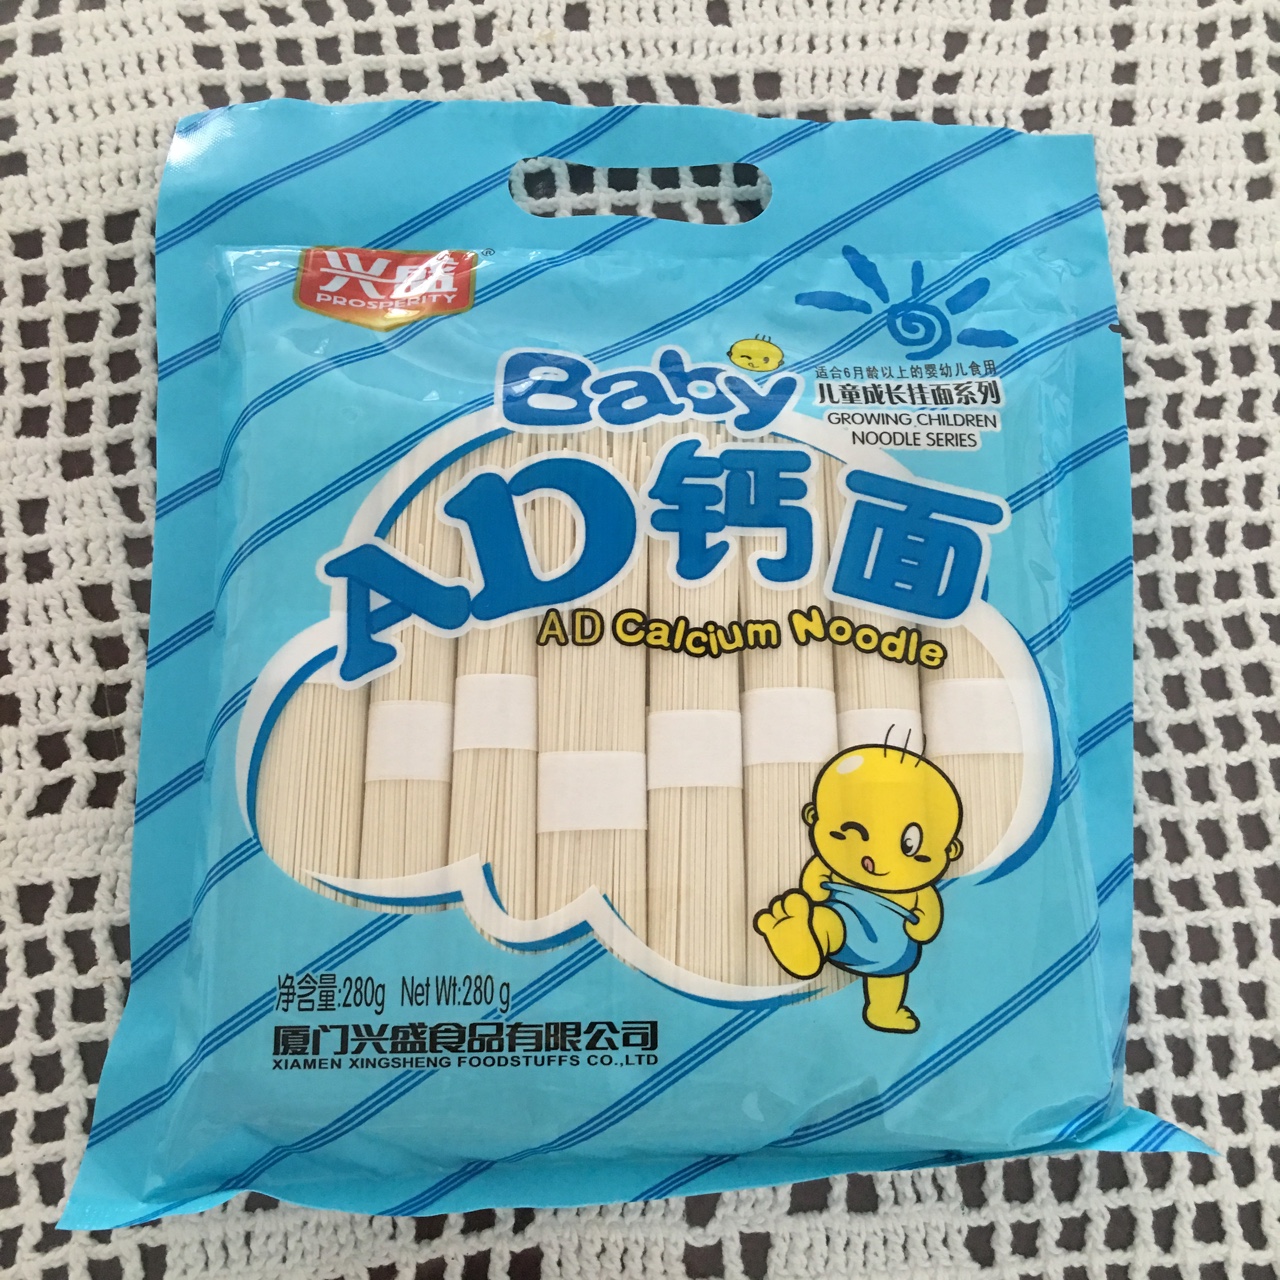 兴盛®
PROSPERITY
Baby
适合6月龄以上的婴幼儿食用
儿童成长挂面系列
GROWING CHILDREN
NOODLE SERIES
AD钙面
AD Calcium Noodle
净含量:280g Net Wt:280 g
厦门兴盛食品有限公司
XIAMEN XINGSHENG FOODSTUFFS CO.,LTD